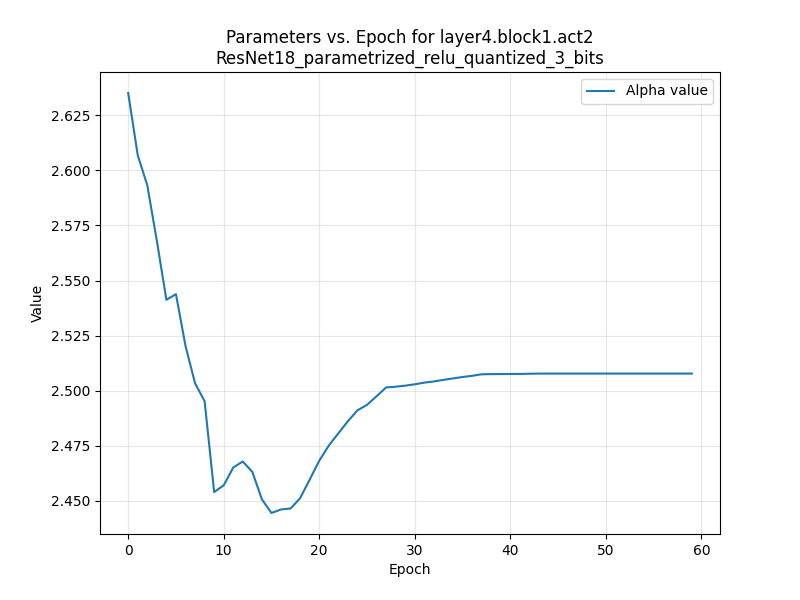 Parameters vs. Epoch for layer4.block1.act2
ResNet18_parametrized_relu_quantized_3_bits
Alpha value
2.625
2.600
2.575
2.550
2.525
2.500
2.475
2.450
Value
0 10 20 30 40 50 60
Epoch